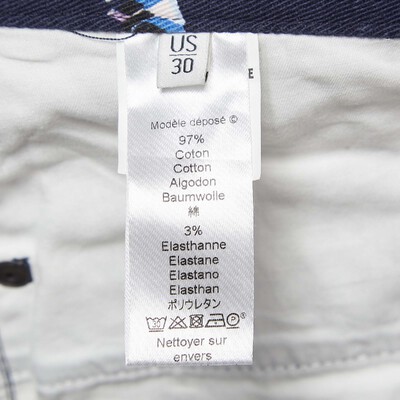 US
30
E
Modèle déposé ©
97%
Coton
Cotton
Algodon
Baumwolle
綿
3%
Elasthanne
Elastane
Elastano
Elasthan
ポリウレタン
Nettoyer sur
envers